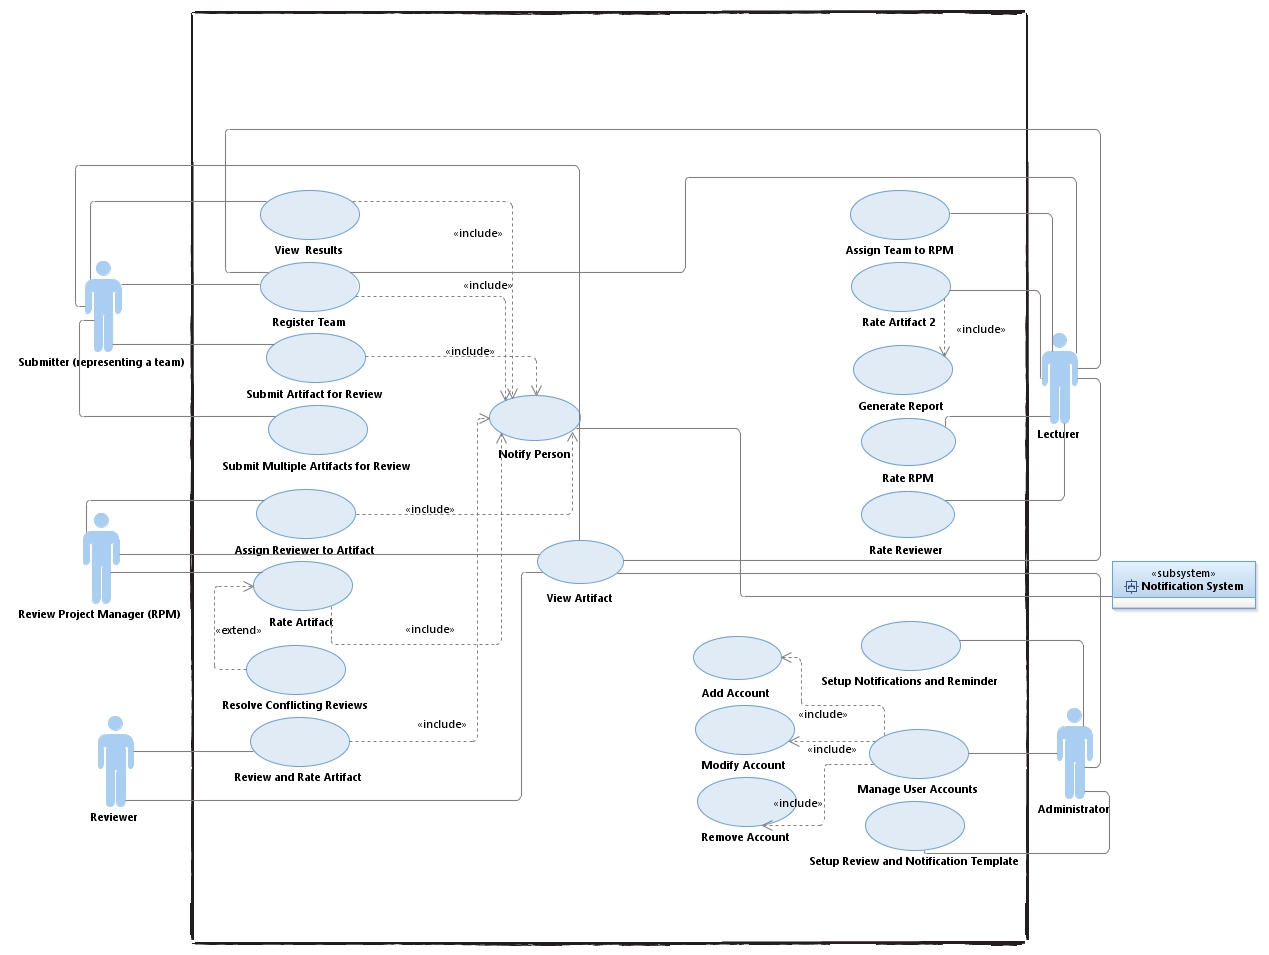 «include»
View  Results
Assign Team to RPM
«include»
Register Team
Rate Artifact 2
«include»
Submitter (representing a team)
«include»
Submit Artifact for Review
Generate Report
Lecturer
Notify Person
Submit Multiple Artifacts for Review
Rate RPM
«include»
Assign Reviewer to Artifact
Rate Reviewer
«subsystem»
Notification System
View Artifact
Review Project Manager (RPM)
Rate Artifact
«extend»
«include»
Setup Notifications and Reminder
Add Account
Resolve Conflicting Reviews
«include»
«include»
«include»
Modify Account
Review and Rate Artifact
Manage User Accounts
«include»
Administrator
Reviewer
Remove Account
Setup Review and Notification Template